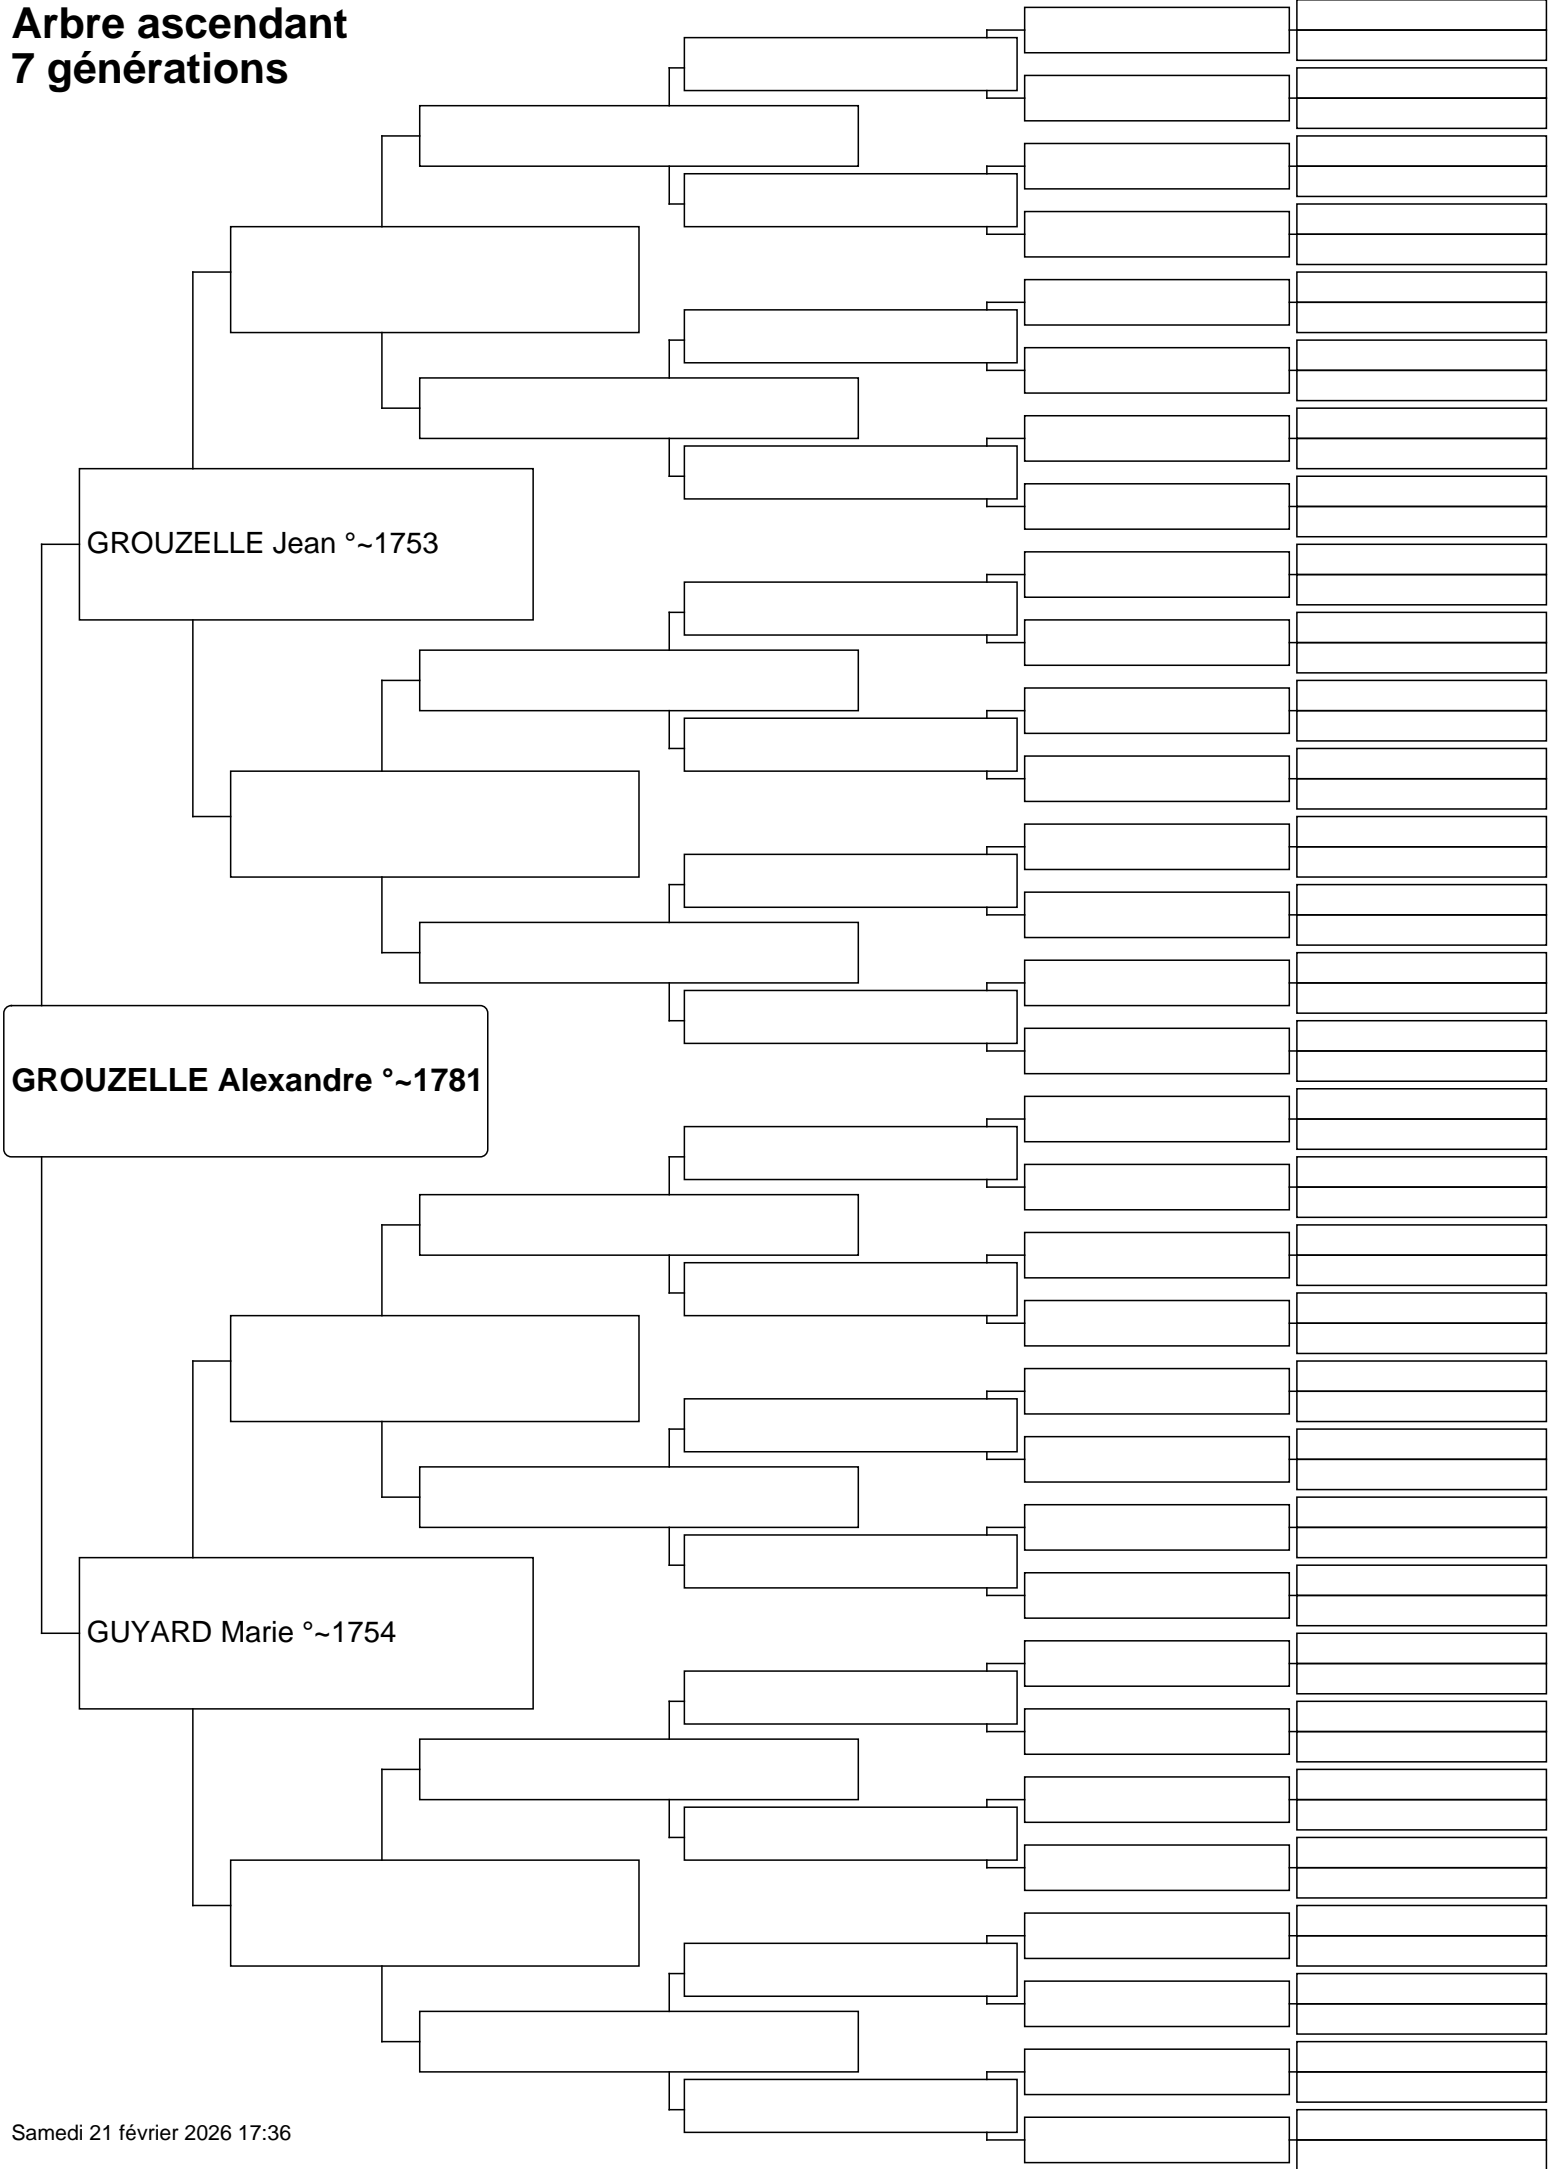 Arbre ascendant
7 générations
GROUZELLE Jean °~1753
GROUZELLE Alexandre °~1781
GUYARD Marie °~1754
Samedi 21 février 2026 17:36